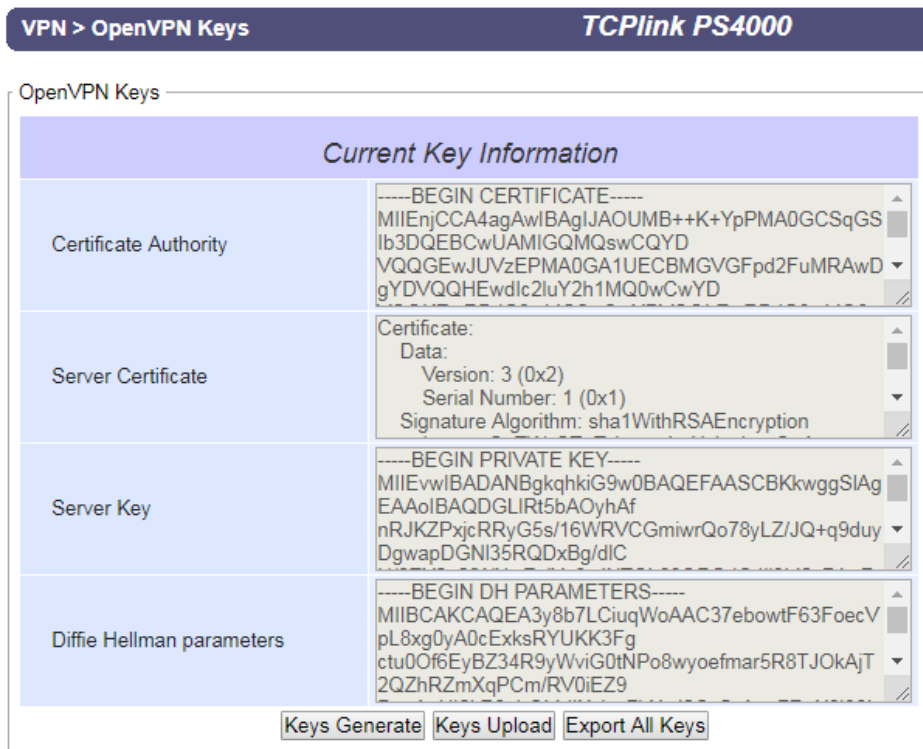 VPN > OpenVPN Keys
TCPlink PS4000
OpenVPN Keys
Current Key Information
Certificate Authority
-----BEGIN CERTIFICATE-----
MIIEnjCCA4agAwIBAgIJAOUMB++K+YpPMA0GCSqGS
Ib3DQEBCwUAMIGQMQswCQYD
VQQGEwJUVzEPMA0GA1UECBMGVGFpd2FuMRAwD
gYDVQQHEwdIc2luY2h1MQ0wCwYD
Server Certificate
Certificate:
Data:
Version: 3 (0x2)
Serial Number: 1 (0x1)
Signature Algorithm: sha1WithRSAEncryption
Server Key
-----BEGIN PRIVATE KEY-----
MIIEvwIBADANBgkqhkiG9w0BAQEFAASCBKkwggSlAg
EAAoIBAQDGLIRt5bAOyhAf
nRJKZPxjcRRyG5s/16WRVCGmiwrQo78yLZ/JQ+q9duy
DgwapDGNI35RQDxBg/dlC
Diffie Hellman parameters
-----BEGIN DH PARAMETERS-----
MIIBCAKCAQEA3y8b7LCiuqWoAAC37ebowtF63FoecV
pL8xg0yA0cExksRYUKK3Fg
ctu0Of6EyBZ34R9yWviG0tNPo8wyoefmar5R8TJOkAjT
2QZhRZmXqPCm/RV0iEZ9
Keys Generate
Keys Upload
Export All Keys